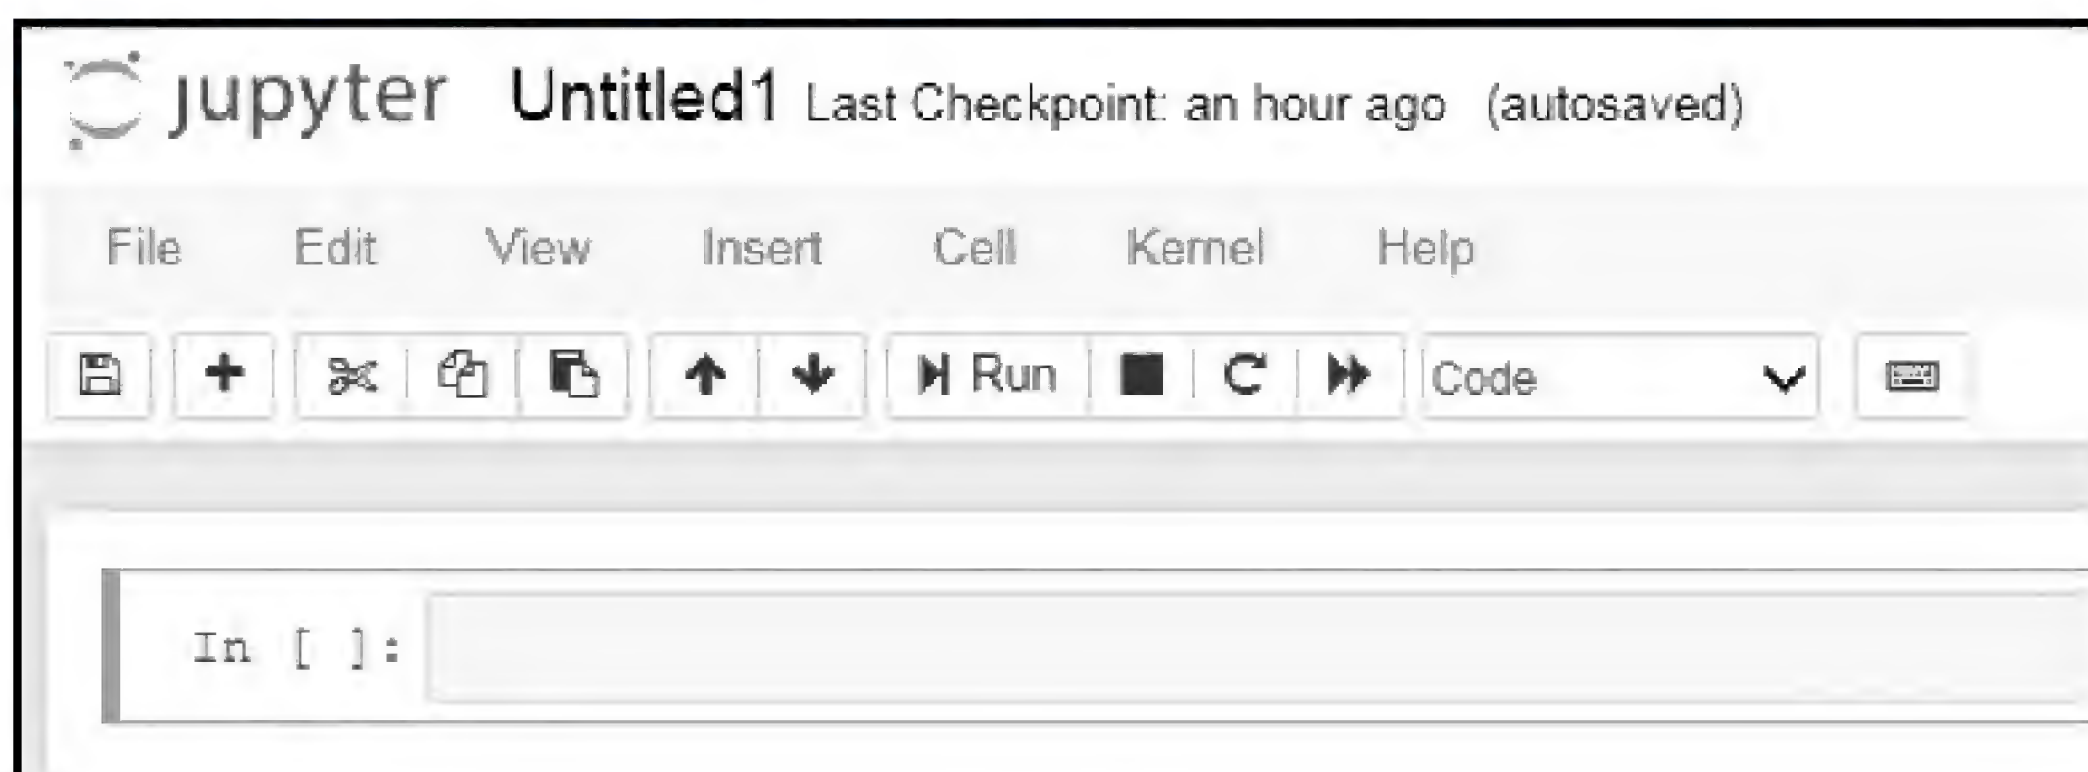 jupyter Untitled1 Last Checkpoint: an hour ago (autosaved)
File Edit View Insert Cell Kernel Help
Run Code
In [ ]: